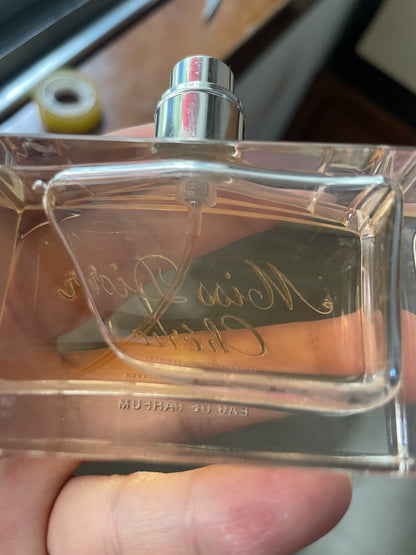 Miss Dior
Chérie
EAU DE PARFUM